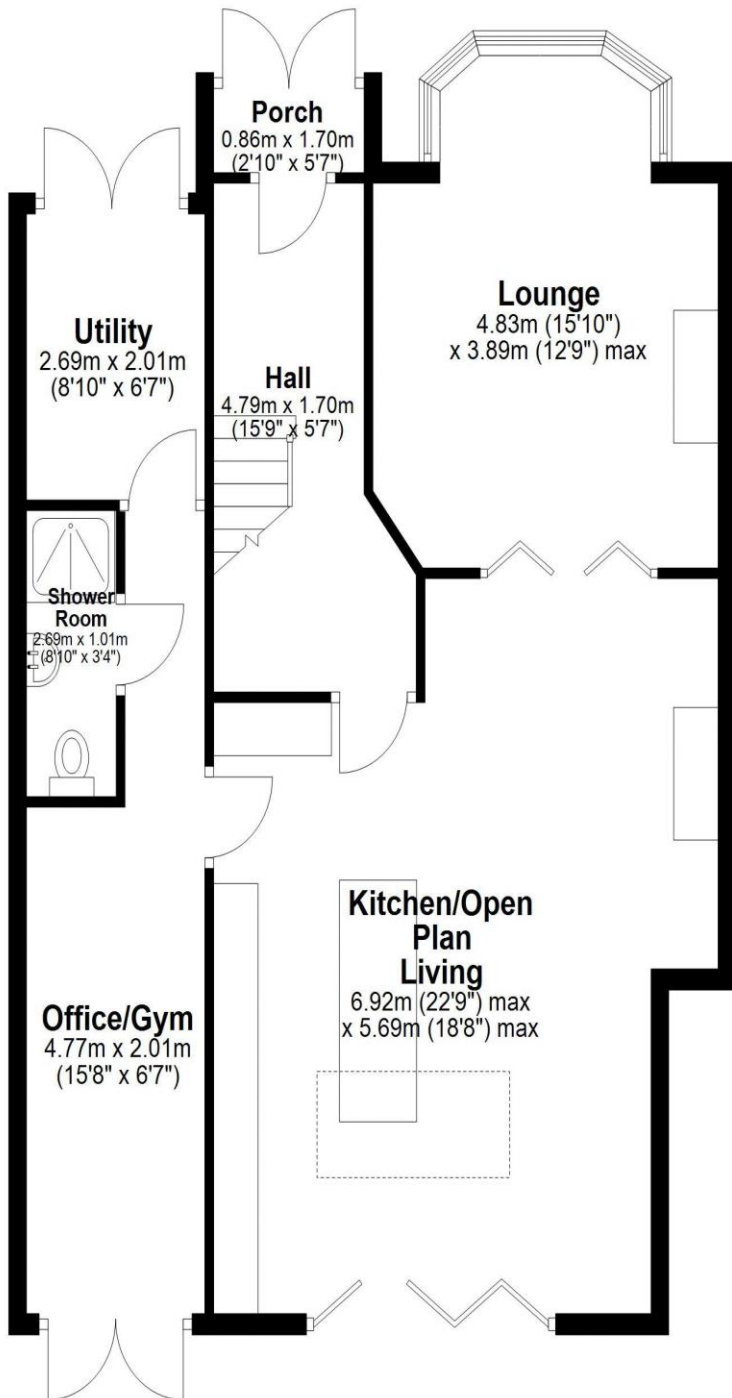 Porch
0.86m x 1.70m
(2'10" x 5'7")
Utility
2.69m x 2.01m
(8'10" x 6'7")
Hall
4.79m x 1.70m
(15'9" x 5'7")
Lounge
4.83m (15'10")
x 3.89m (12'9") max
Shower
Room
2.69m x 1.01m
(8'10" x 3'4")
Kitchen/Open
Plan
Living
6.92m (22'9") max
x 5.69m (18'8") max
Office/Gym
4.77m x 2.01m
(15'8" x 6'7")